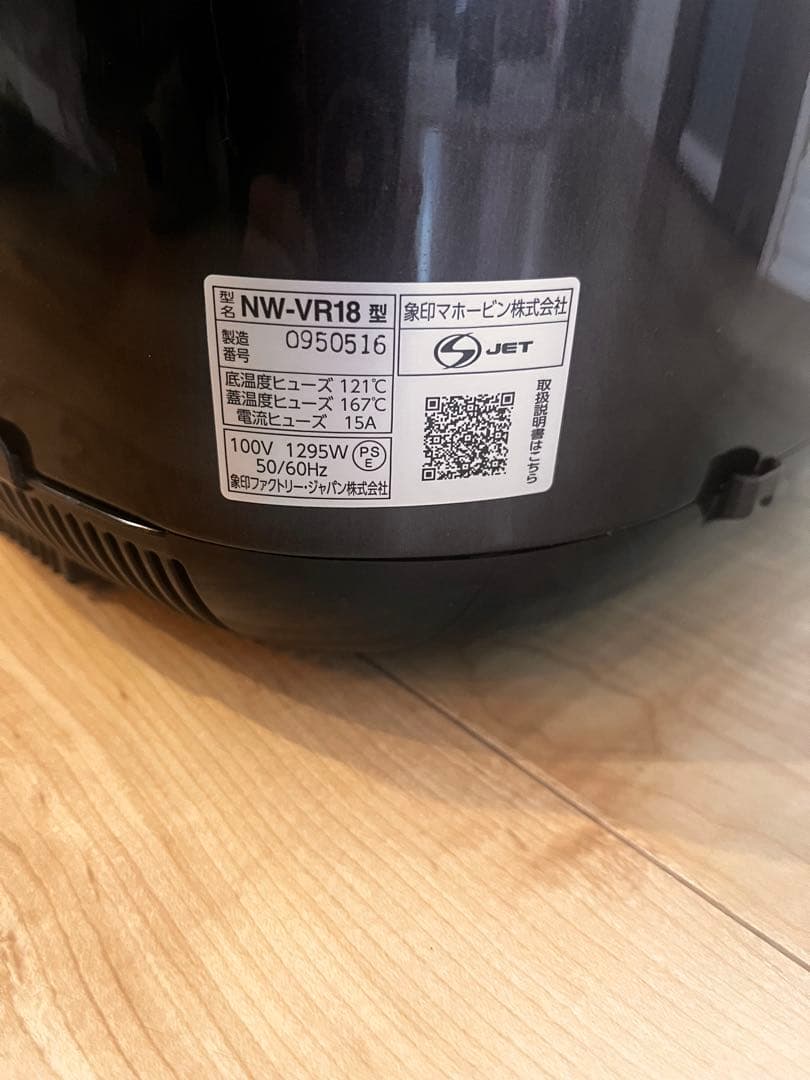 型名 NW-VR18 型
製造番号 0950516
底温度ヒューズ 121℃
蓋温度ヒューズ 167℃
電流ヒューズ 15A
100V 1295W
50/60Hz
PS
E
象印ファクトリー・ジャパン株式会社
象印マホービン株式会社
S JET
取扱説明書はこちら